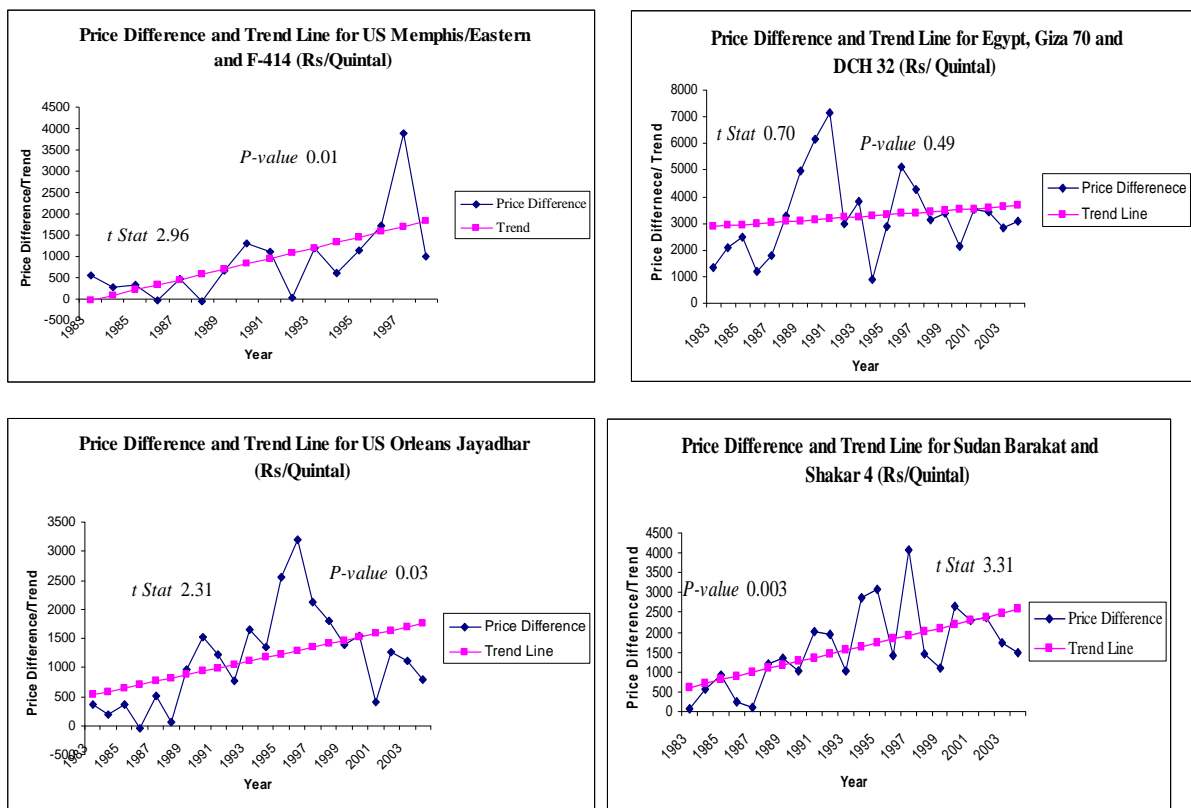 Price Difference and Trend Line for US Memphis/Eastern
and F-414 (Rs/Quintal)
4500
4000
3500
3000
2500
2000
1500
1000
500
0
-500
Price Difference/Trend
P-value 0.01
t Stat 2.96
Price Difference
Trend
1983
1985
1987
1989
1991
1993
1995
1997
Year
Price Difference and Trend Line for Egypt, Giza 70 and
DCH 32 (Rs/ Quintal)
8000
7000
6000
5000
4000
3000
2000
1000
0
Price Differnece/ Trend
t Stat 0.70
P-value 0.49
Price Differenece
Trend Line
1983
1985
1987
1989
1991
1993
1995
1997
1999
2001
2003
Year
Price Difference and Trend Line for US Orleans Jayadhar
(Rs/Quintal)
3500
3000
2500
2000
1500
1000
500
0
-500
Price Difference/Trend
t Stat 2.31
P-value 0.03
Price Difference
Trend Line
1983
1985
1987
1989
1991
1993
1995
1997
1999
2001
2003
Year
Price Difference and Trend Line for Sudan Barakat and
Shakar 4 (Rs/Quintal)
4500
4000
3500
3000
2500
2000
1500
1000
500
0
Price Difference/Trend
P-value 0.003
t Stat 3.31
Price Difference
Trend Line
1983
1985
1987
1989
1991
1993
1995
1997
1999
2001
2003
Year